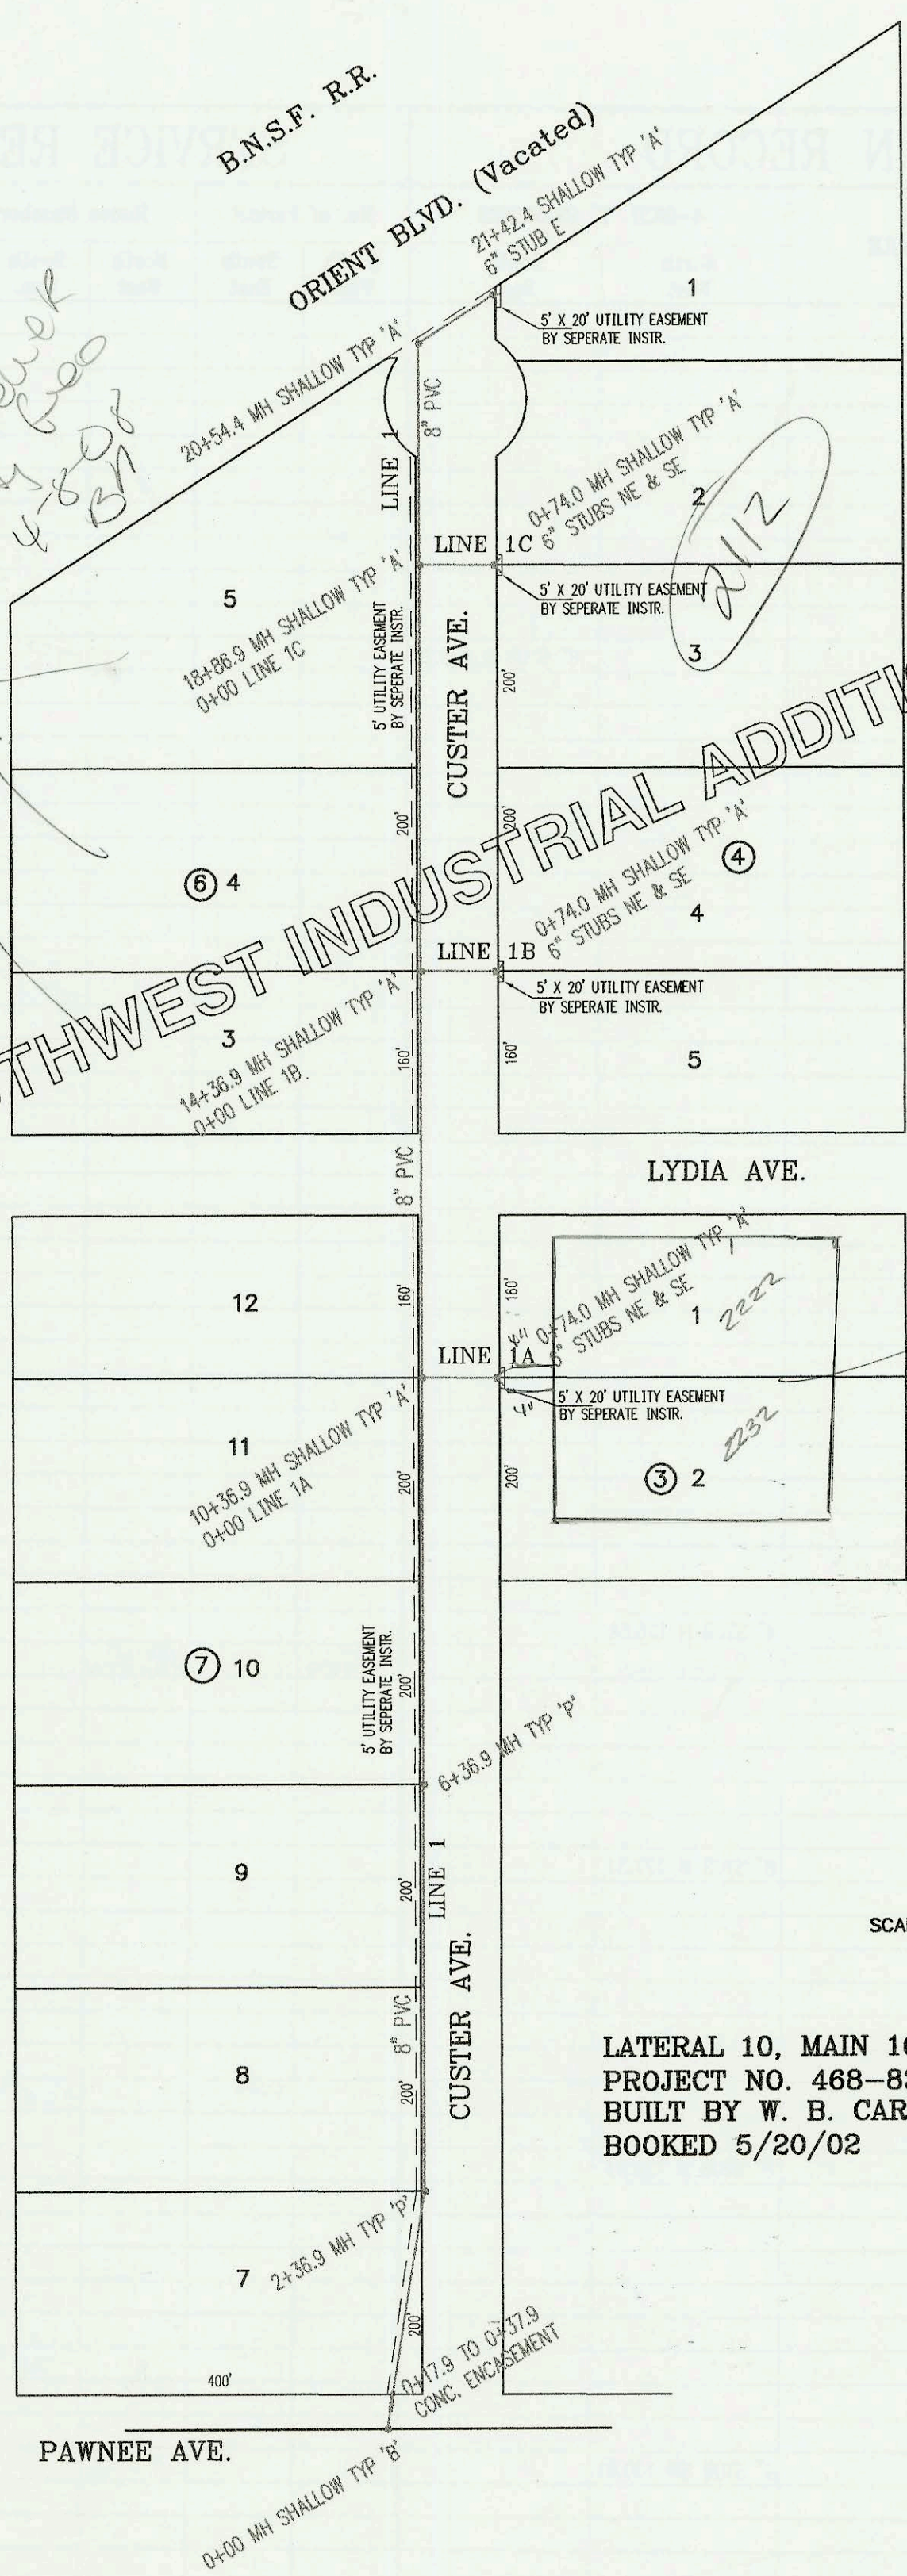 B.N.S.F. R.R.
ORIENT BLVD. (Vacated)
21+42.4 SHALLOW TYP 'A'
6" STUB E
1
5' X 20' UTILITY EASEMENT
BY SEPERATE INSTR.
4-8-08
BN
20+54.4 MH SHALLOW TYP 'A'
8" PVC
LINE 1
0+74.0 MH SHALLOW TYP 'A'
6" STUBS NE & SE
2
2112
LINE 1C
5' X 20' UTILITY EASEMENT
BY SEPERATE INSTR.
5
18+86.9 MH SHALLOW TYP 'A'
0+00 LINE 1C
5' UTILITY EASEMENT
BY SEPERATE INSTR.
CUSTER AVE.
200'
3
THWEST INDUSTRIAL ADDITI
200'
200'
0+74.0 MH SHALLOW TYP 'A'
6" STUBS NE & SE
4
6 4
4
LINE 1B
5' X 20' UTILITY EASEMENT
BY SEPERATE INSTR.
3
14+36.9 MH SHALLOW TYP 'A'
0+00 LINE 1B
160'
160'
5
8" PVC
LYDIA AVE.
12
160'
160'
4" 0+74.0 MH SHALLOW TYP 'A'
6" STUBS NE & SE
1
2222
LINE 1A
5' X 20' UTILITY EASEMENT
BY SEPERATE INSTR.
4"
11
10+36.9 MH SHALLOW TYP 'A'
0+00 LINE 1A
200'
200'
2232
3 2
7 10
5' UTILITY EASEMENT
BY SEPERATE INSTR.
200'
6+36.9 MH TYP 'P'
9
200'
LINE 1
SCA
CUSTER AVE.
8" PVC
8
200'
LATERAL 10, MAIN 1
PROJECT NO. 468-8
BUILT BY W. B. CAR
BOOKED 5/20/02
7
2+36.9 MH TYP 'P'
200'
0+17.9 TO 0+37.9
CONC. ENCASEMENT
400'
PAWNEE AVE.
0+00 MH SHALLOW TYP 'B'